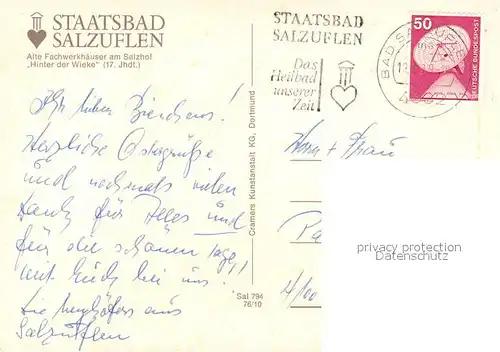 STAATSBAD
SALZUFLEN
Alte Fachwerkhäuser am Salzhof
„Hinter der Wieke" (17. Jhdt.)
Ihr lieben
Herzliche Ostergrüße
und nochmals vielen
Dank für Alles und
für die schönen Tage,
mit Euch bei uns!
Die aus
Salzuflen
Cramers Kunstanstalt KG, Dortmund
Sal 794
76/10
STAATSBAD
SALZUFLEN
Das
Heilbad
unserer
Zeit
BAD SALZUFLEN
50
DEUTSCHE BUNDESPOST
Herrn + Frau
privacy protection
Datenschutz